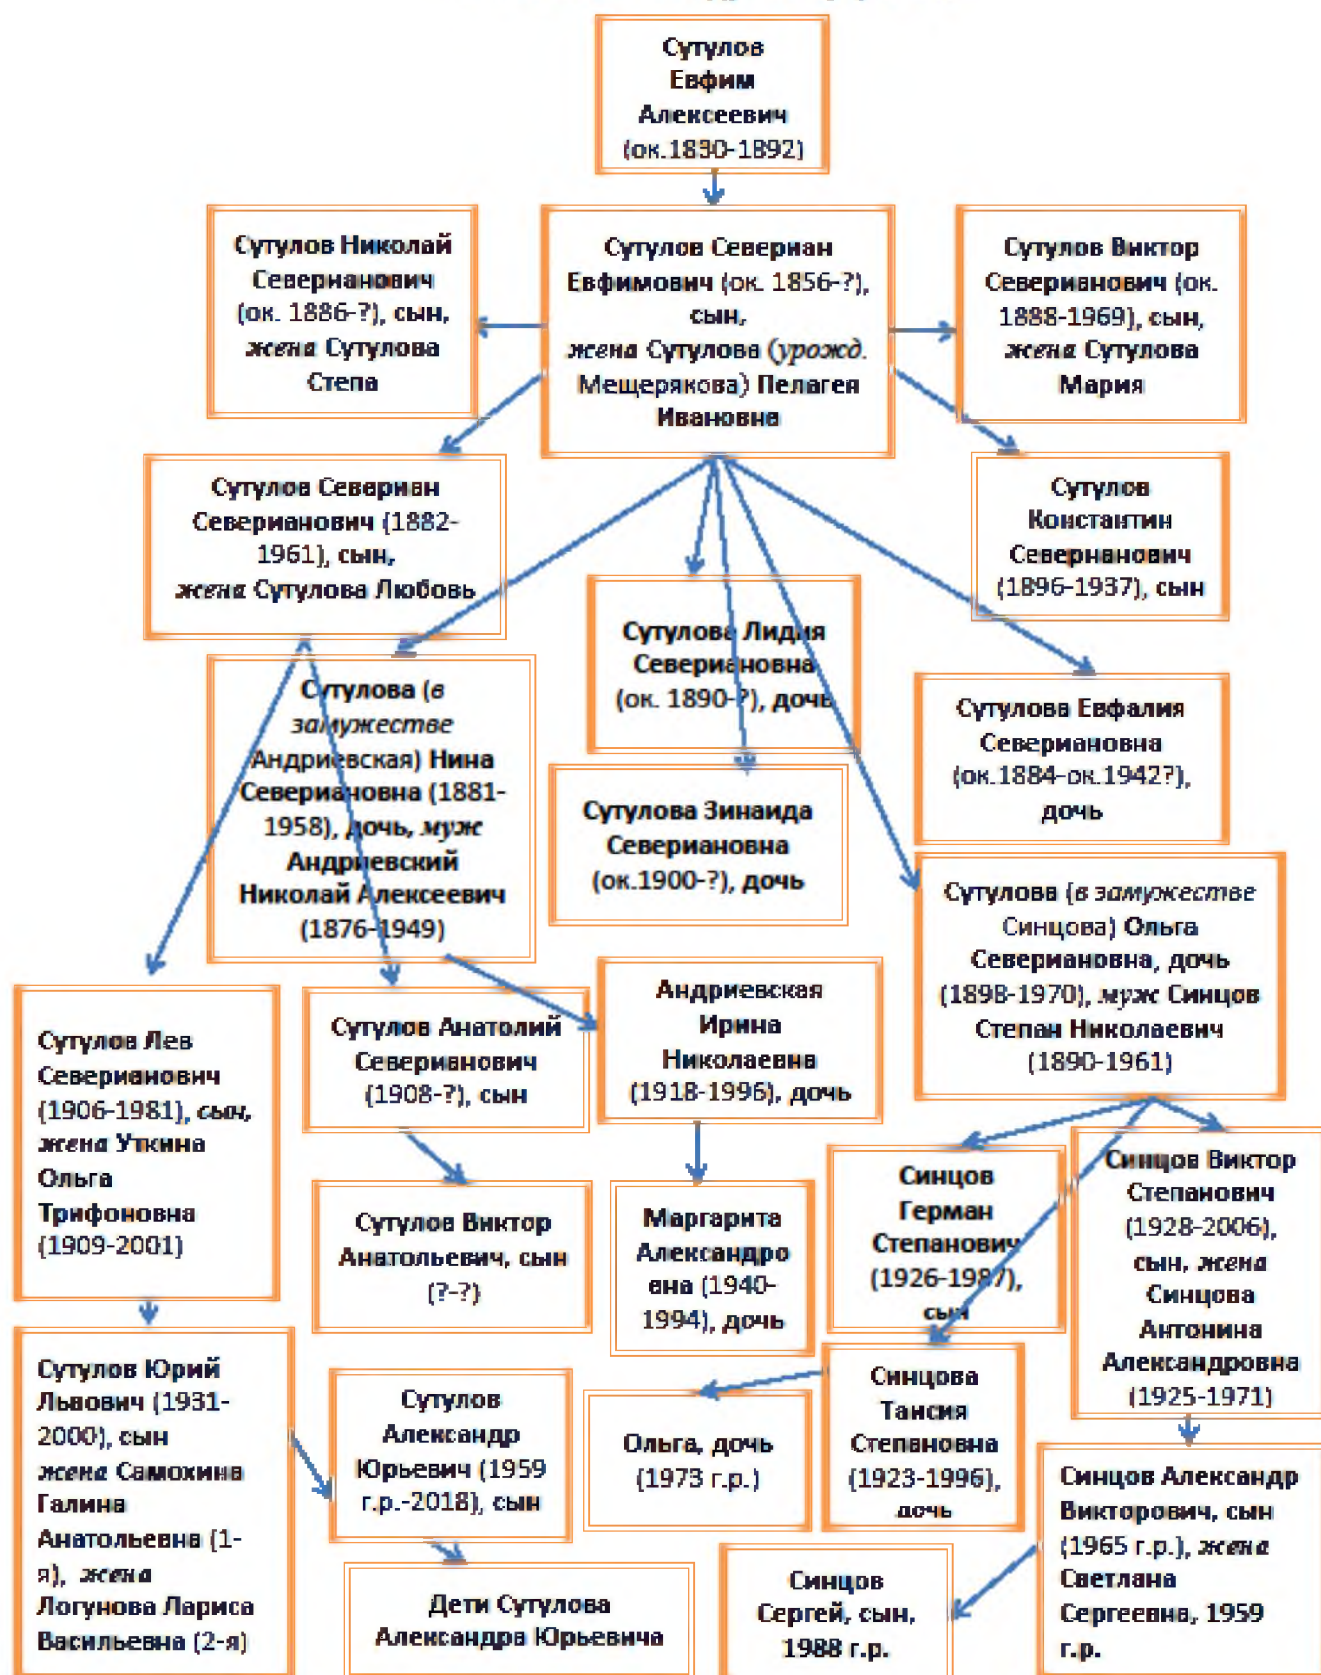 Сутулов
Евфим
Алексеевич
(ок.1830-1892)
Сутулов Николай
Северианович
(ок. 1886-?), сын,
жена Сутулова
Степа
Сутулов Севериан
Евфимович (ок. 1856-?),
сын,
жена Сутулова (урожд.
Мещерякова) Пелагея
Ивановна
Сутулов Виктор
Северианович (ок.
1888-1969), сын,
жена Сутулова
Мария
Сутулов Севериан
Северианович (1882-
1961), сын,
жена Сутулова Любовь
Сутулов
Константин
Северианович
(1896-1937), сын
Сутулова Лидия
Севериановна
(ок. 1890-?), дочь
Сутулова (в
замужестве
Андриевская) Нина
Севериановна (1881-
1958), дочь, муж
Андриевский
Николай Алексеевич
(1876-1949)
Сутулова Евфалия
Севериановна
(ок.1884-ок.1942?),
дочь
Сутулова Зинаида
Севериановна
(ок.1900-?), дочь
Сутулова (в замужестве
Синцова) Ольга
Севериановна, дочь
(1898-1970), муж Синцов
Степан Николаевич
(1890-1961)
Сутулов Лев
Северианович
(1906-1981), сын,
жена Уткина
Ольга
Трифоновна
(1909-2001)
Сутулов Анатолий
Северианович
(1908-?), сын
Андриевская
Ирина
Николаевна
(1918-1996), дочь
Сутулов Виктор
Анатольевич, сын
(?-?)
Маргарита
Александро
вна (1940-
1994), дочь
Синцов
Герман
Степанович
(1926-1987),
сын
Синцов Виктор
Степанович
(1928-2006),
сын, жена
Синцова
Антонина
Александровна
(1925-1971)
Сутулов Юрий
Львович (1931-
2000), сын
жена Самохина
Галина
Анатольевна (1-
я), жена
Логунова Лариса
Васильевна (2-я)
Сутулов
Александр
Юрьевич (1959
г.р.-2018), сын
Ольга, дочь
(1973 г.р.)
Синцова
Таисия
Степановна
(1923-1996),
дочь
Синцов Александр
Викторович, сын
(1965 г.р.), жена
Светлана
Сергеевна, 1959
г.р.
Дети Сутулова
Александра Юрьевича
Синцов
Сергей, сын,
1988 г.р.